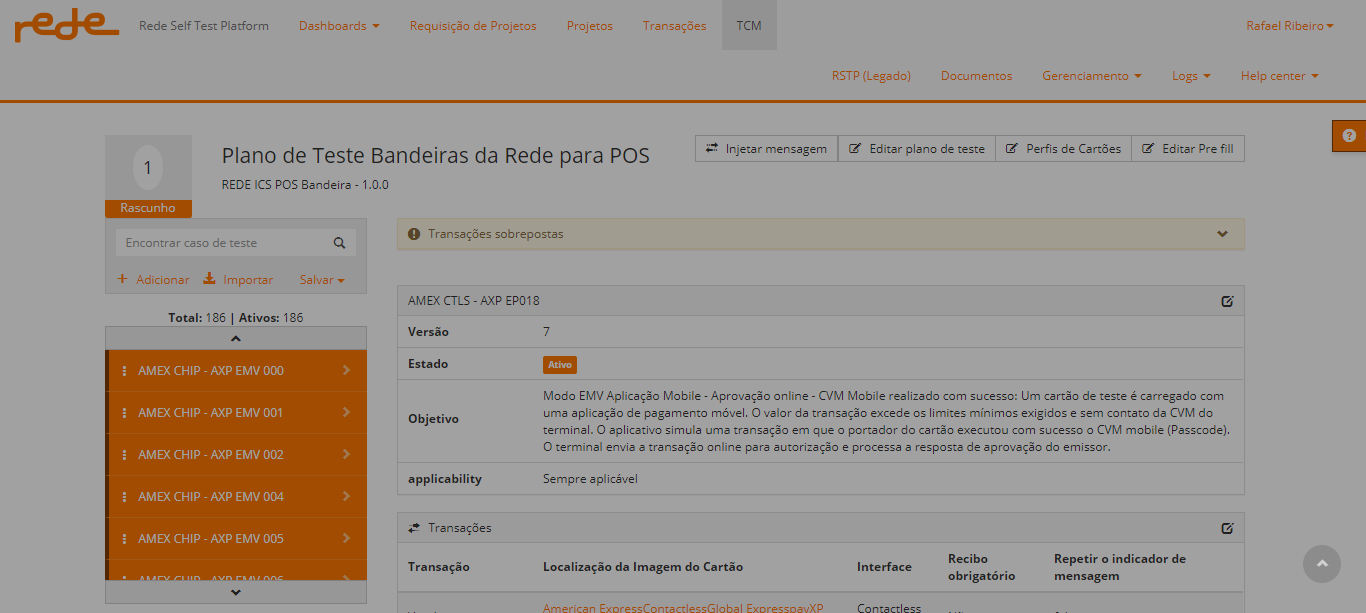 rede Rede Self Test Platform Dashboards Requisição de Projetos Projetos Transações TCM Rafael Ribeiro
RSTP (Legado) Documentos Gerenciamento Logs Help center
1
Rascunho
Plano de Teste Bandeiras da Rede para POS
REDE ICS POS Bandeira - 1.0.0
Injetar mensagem Editar plano de teste Perfis de Cartões Editar Pre fill
Encontrar caso de teste
+ Adicionar Importar Salvar
Total: 186 | Ativos: 186
AMEX CHIP - AXP EMV 000
AMEX CHIP - AXP EMV 001
AMEX CHIP - AXP EMV 002
AMEX CHIP - AXP EMV 004
AMEX CHIP - AXP EMV 005
AMEX CHIP - AXP EMV 006
Transações sobrepostas
AMEX CTLS - AXP EP018
Versão 7
Estado Ativo
Objetivo Modo EMV Aplicação Mobile - Aprovação online - CVM Mobile realizado com sucesso: Um cartão de teste é carregado com
uma aplicação de pagamento móvel. O valor da transação excede os limites mínimos exigidos e sem contato da CVM do
terminal. O aplicativo simula uma transação em que o portador do cartão executou com sucesso o CVM mobile (Passcode).
O terminal envia a transação online para autorização e processa a resposta de aprovação do emissor.
applicability Sempre aplicável
Transações
Transação Localização da Imagem do Cartão Interface Recibo obrigatório Repetir o indicador de mensagem
American ExpressContactlessGlobal ExpresspayXP Contactless